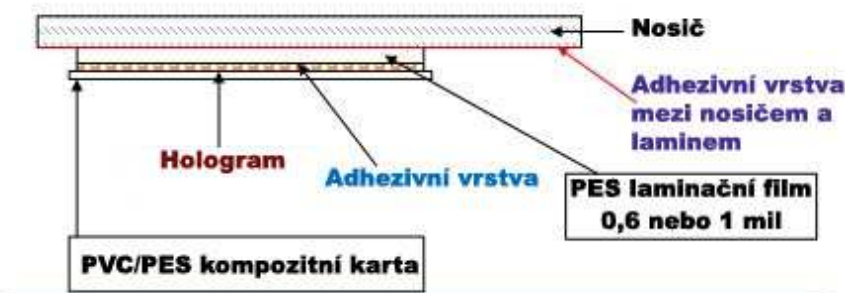 Nosič
Adhezivní vrstva
mezi nosičem a
laminem
Hologram
Adhezivní vrstva
PES laminační film
0,6 nebo 1 mil
PVC/PES kompozitní karta